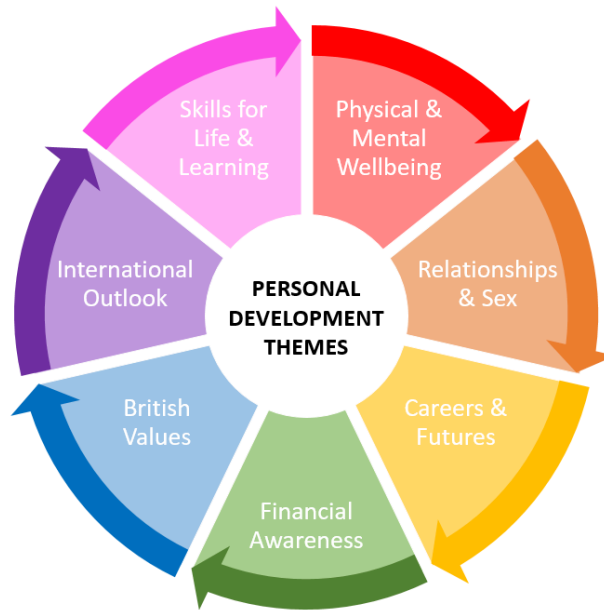 PERSONAL
DEVELOPMENT
THEMES
Physical &
Mental
Wellbeing
Relationships
& Sex
Careers &
Futures
Financial
Awareness
British
Values
International
Outlook
Skills for
Life &
Learning